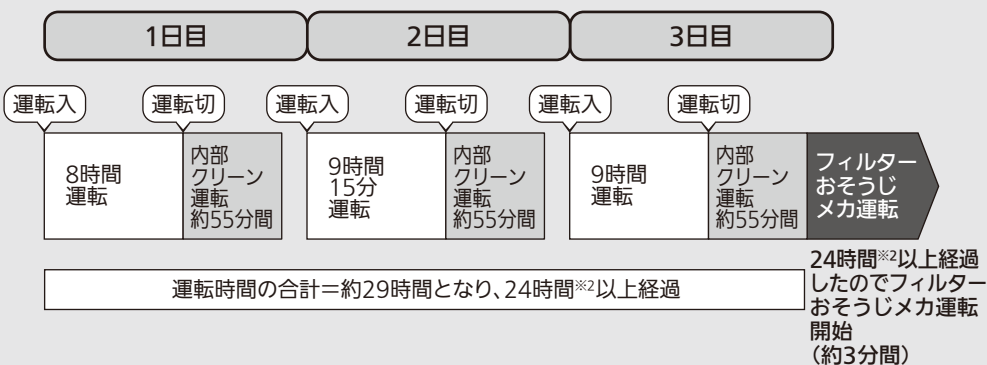 1日目
2日目
3日目
運転入
運転切
運転入
運転切
運転入
運転切
8時間
運転
内部
クリーン
運転
約55分間
9時間
15分
運転
内部
クリーン
運転
約55分間
9時間
運転
内部
クリーン
運転
約55分間
フィルター
おそうじ
メカ運転
運転時間の合計＝約29時間となり、24時間※2以上経過
24時間※2以上経過
したのでフィルター
おそうじメカ運転
開始
（約3分間）